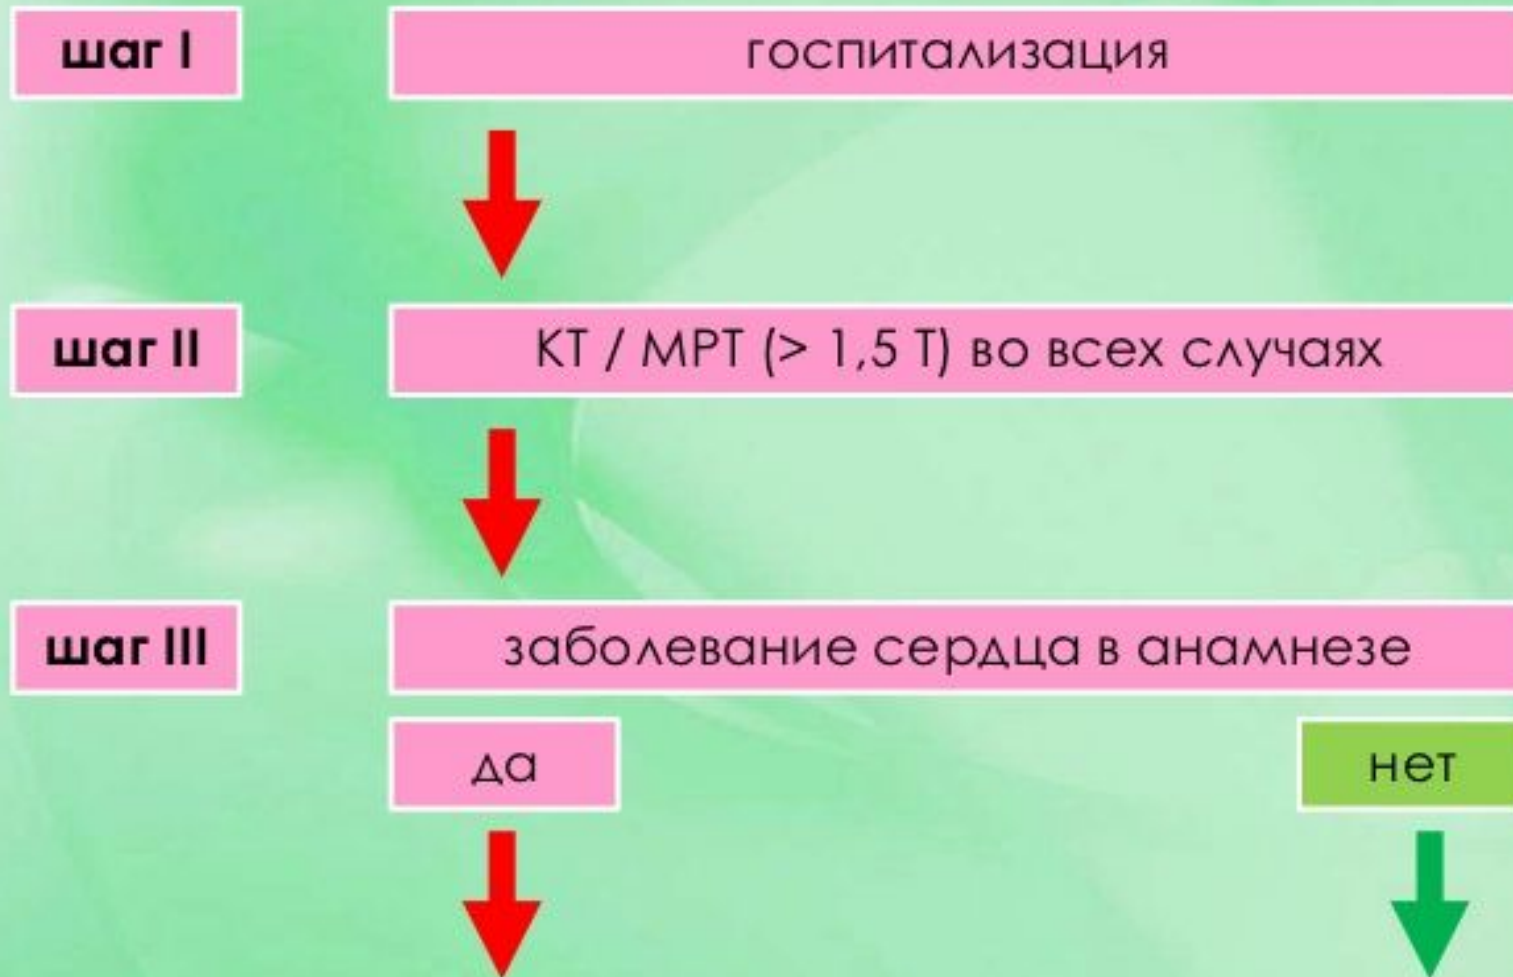 шаг I
госпитализация
шаг II
КТ / МРТ (> 1,5 Т) во всех случаях
шаг III
заболевание сердца в анамнезе
да
нет